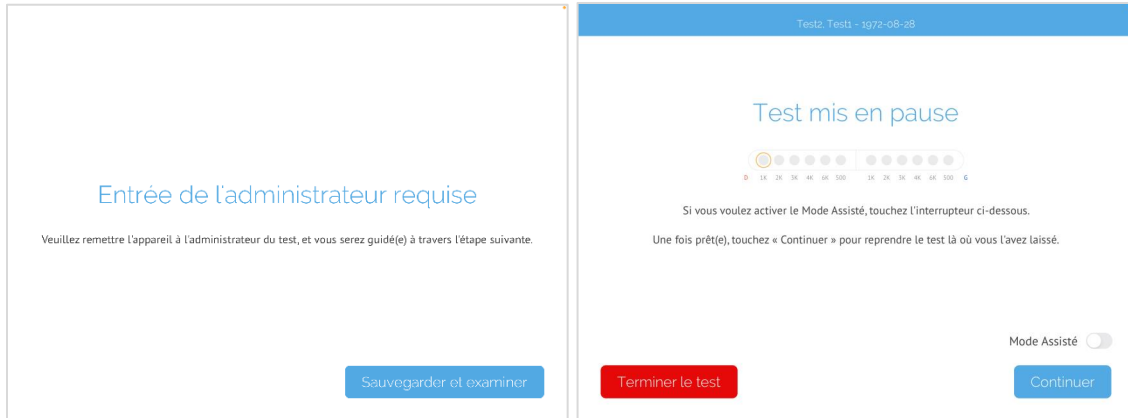 Entrée de l'administrateur requise
Veuillez remettre l'appareil à l'administrateur du test, et vous serez guidé(e) à travers l'étape suivante.
Sauvegarder et examiner
Test2, Test1 - 1972-08-28
Test mis en pause
D 1K 2K 3K 4K 6K 500 1K 2K 3K 4K 6K 500 G
Si vous voulez activer le Mode Assisté, touchez l'interrupteur ci-dessous.
Une fois prêt(e), touchez « Continuer » pour reprendre le test là où vous l'avez laissé.
Mode Assisté
Terminer le test
Continuer